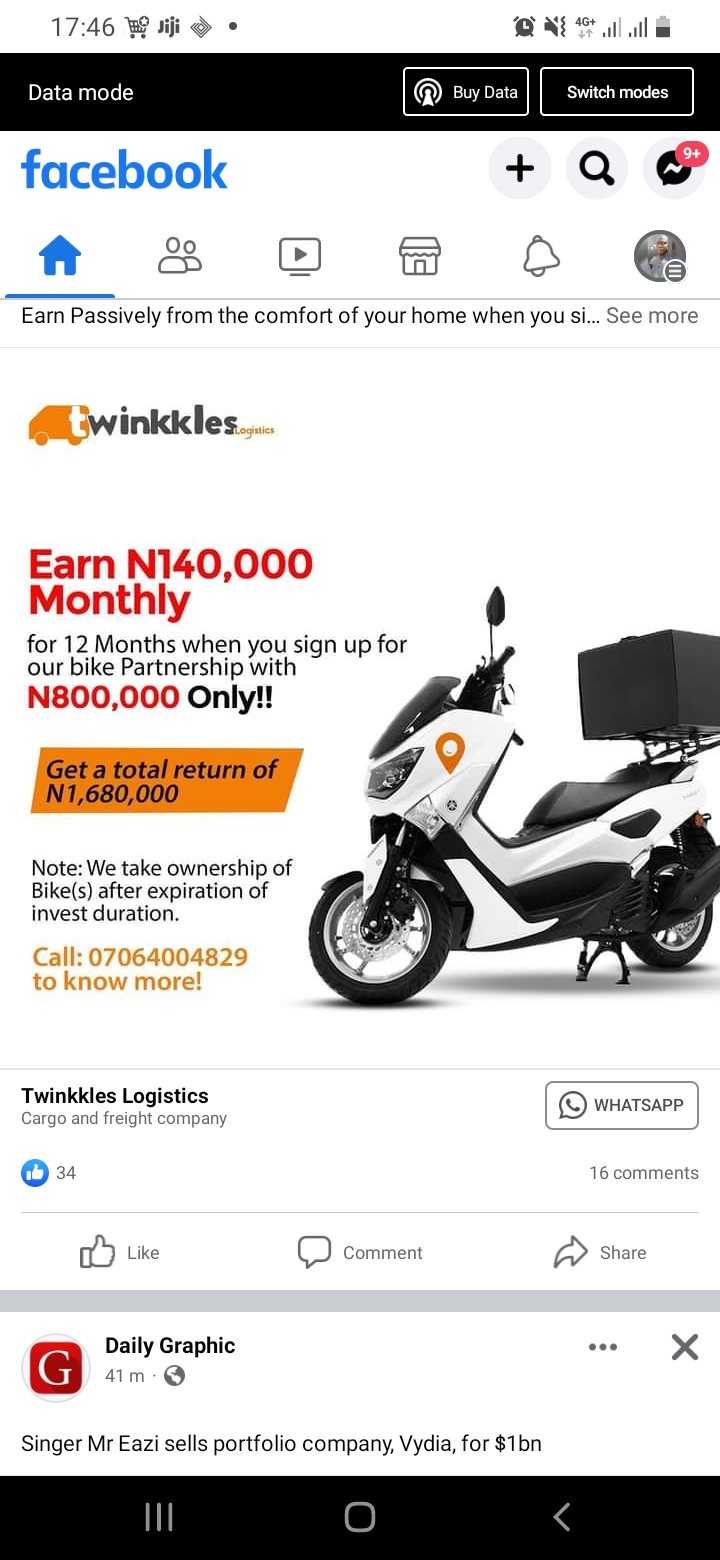 17:46 Jiji 4G+
Data mode Buy Data Switch modes
facebook 9+
Earn Passively from the comfort of your home when you si... See more
twinkkles Logistics
Earn N140,000
Monthly
for 12 Months when you sign up for
our bike Partnership with
N800,000 Only!!
Get a total return of
N1,680,000
Note: We take ownership of
Bike(s) after expiration of
invest duration.
Call: 07064004829
to know more!
Twinkkles Logistics
Cargo and freight company
WHATSAPP
34 16 comments
Like Comment Share
G
Daily Graphic
41 m ·
Singer Mr Eazi sells portfolio company, Vydia, for $1bn